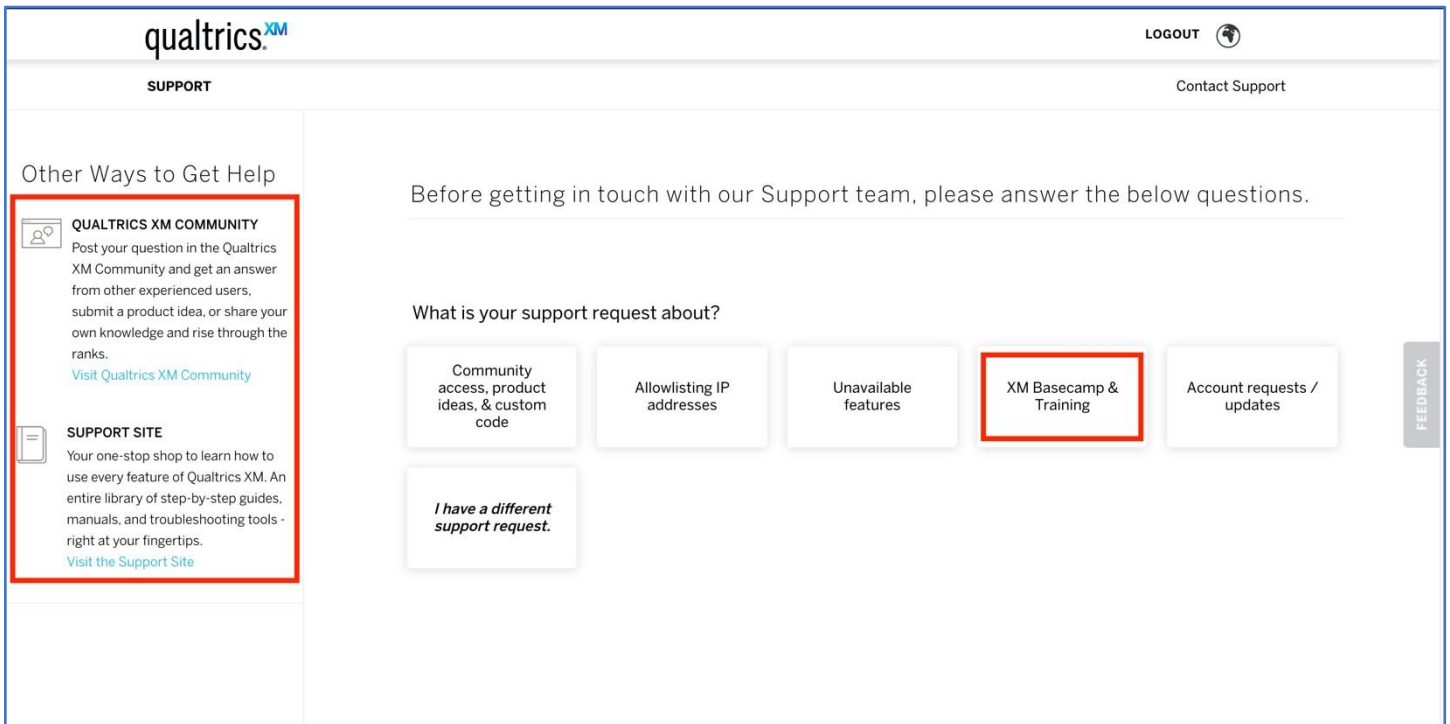 qualtrics.XM
LOGOUT
SUPPORT
Contact Support
Other Ways to Get Help
QUALTRICS XM COMMUNITY
Post your question in the Qualtrics
XM Community and get an answer
from other experienced users,
submit a product idea, or share your
own knowledge and rise through the
ranks.
Visit Qualtrics XM Community
SUPPORT SITE
Your one-stop shop to learn how to
use every feature of Qualtrics XM. An
entire library of step-by-step guides,
manuals, and troubleshooting tools -
right at your fingertips.
Visit the Support Site
Before getting in touch with our Support team, please answer the below questions.
What is your support request about?
Community
access, product
ideas, & custom
code
Allowlisting IP
addresses
Unavailable
features
XM Basecamp &
Training
Account requests /
updates
I have a different
support request.
FEEDBACK